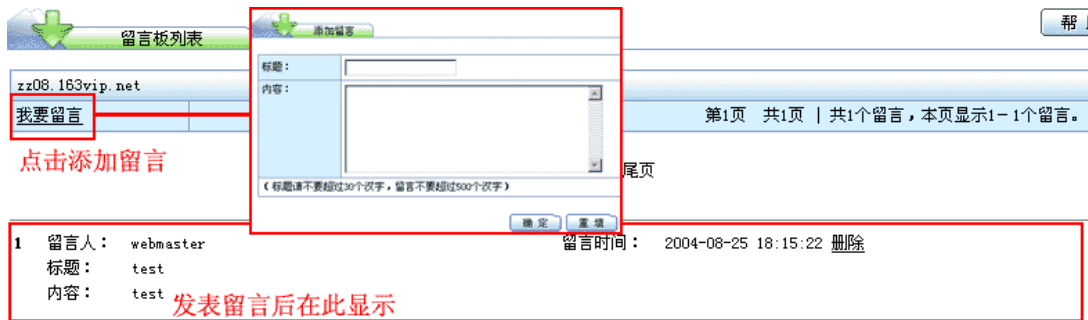 留言板列表
帮
zz08.163vip.net
我要留言
第1页 共1页 | 共1个留言，本页显示1-1个留言。
点击添加留言
尾页
添加留言
标题：
内容：
(标题请不要超过30个汉字，留言不要超过500个汉字)
确 定
重 填
1 留言人： webmaster 留言时间： 2004-08-25 18:15:22 删除
标题： test
内容： test
发表留言后在此显示